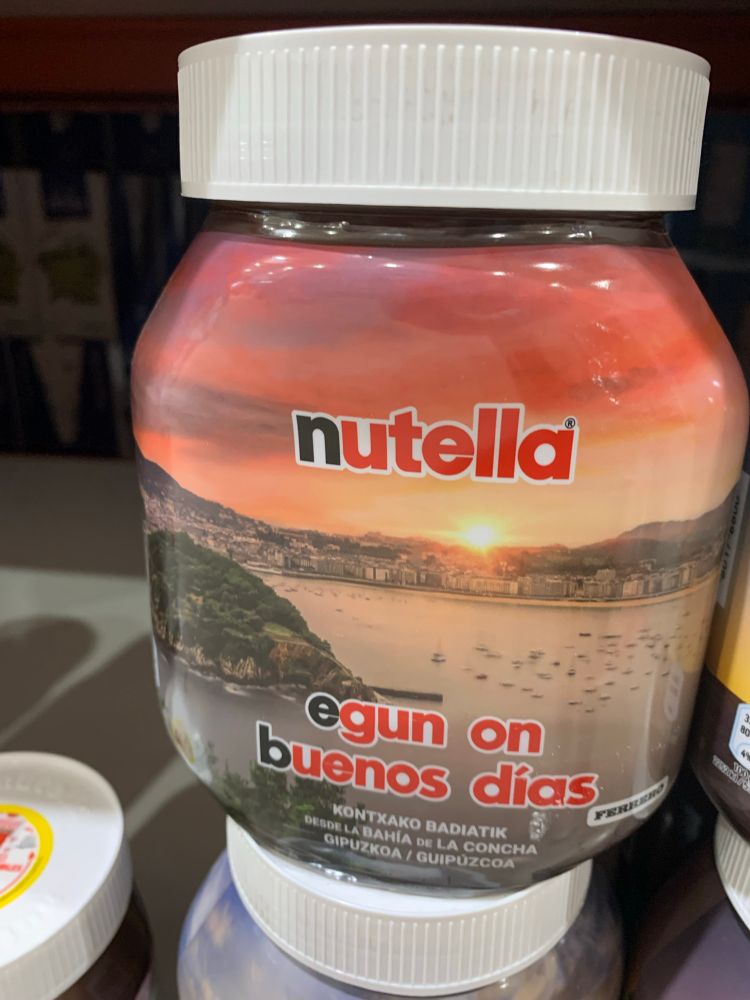 nutella®
egun on
buenos días
FERRERO
KONTXAKO BADIATIK
DESDE LA BAHÍA DE LA CONCHA
GIPUZKOA / GUIPÚZCOA